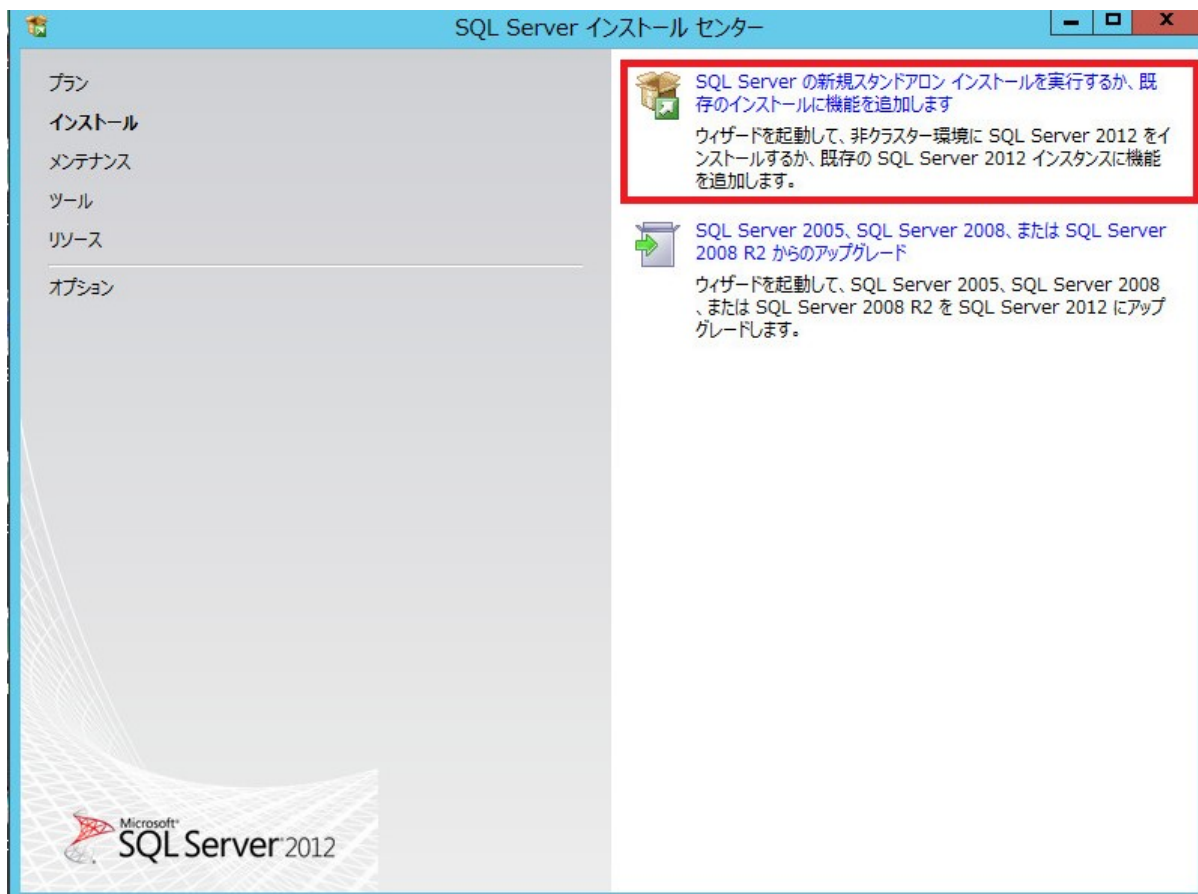 SQL Server インストール センター
プラン
インストール
メンテナンス
ツール
リソース
オプション
SQL Server の新規スタンドアロン インストールを実行するか、既
存のインストールに機能を追加します
ウィザードを起動して、非クラスター環境に SQL Server 2012 をイ
ンストールするか、既存の SQL Server 2012 インスタンスに機能
を追加します。
SQL Server 2005、SQL Server 2008、または SQL Server
2008 R2 からのアップグレード
ウィザードを起動して、SQL Server 2005、SQL Server 2008
、または SQL Server 2008 R2 を SQL Server 2012 にアップ
グレードします。
Microsoft
SQL Server 2012